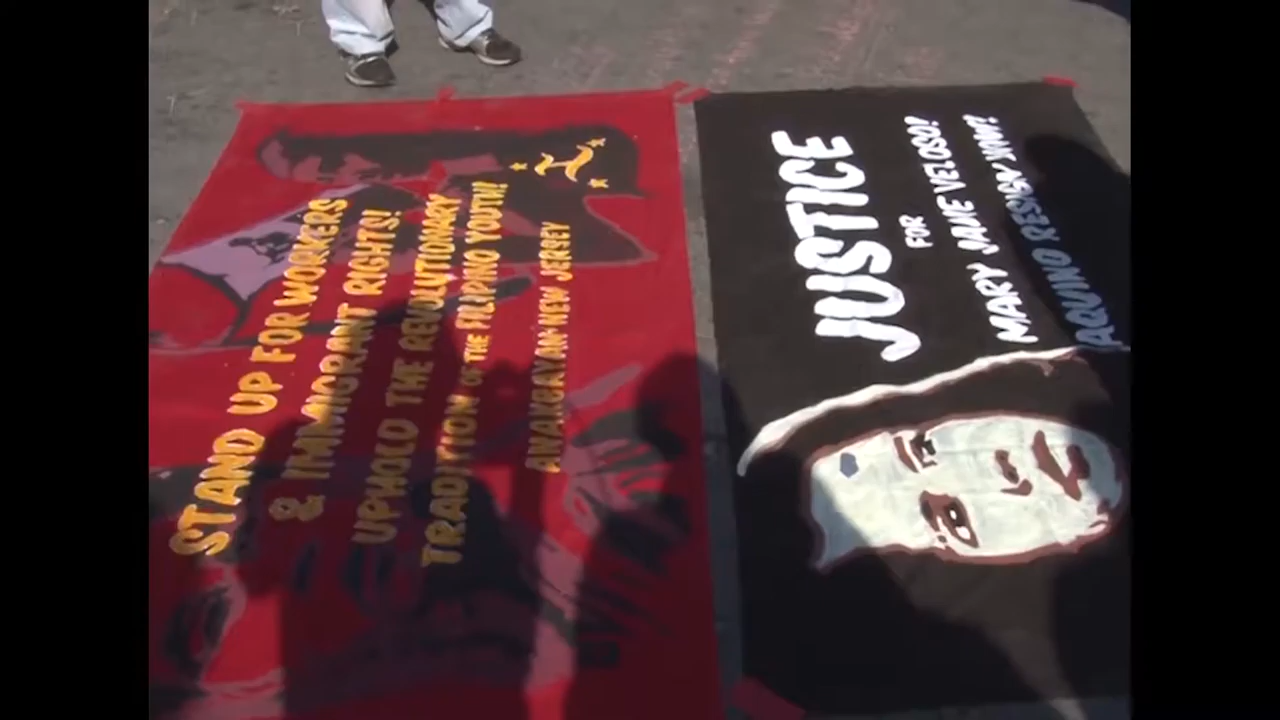 STAND UP FOR WORKERS
& IMMIGRANT RIGHTS!
UPHOLD THE REVOLUTIONARY
TRADITION OF THE FILIPINO YOUTH!
ANAKBAYAN-NEW JERSEY
JUSTICE
FOR
MARY JANE VELOSO!
AQUINO RESIGN NOW!